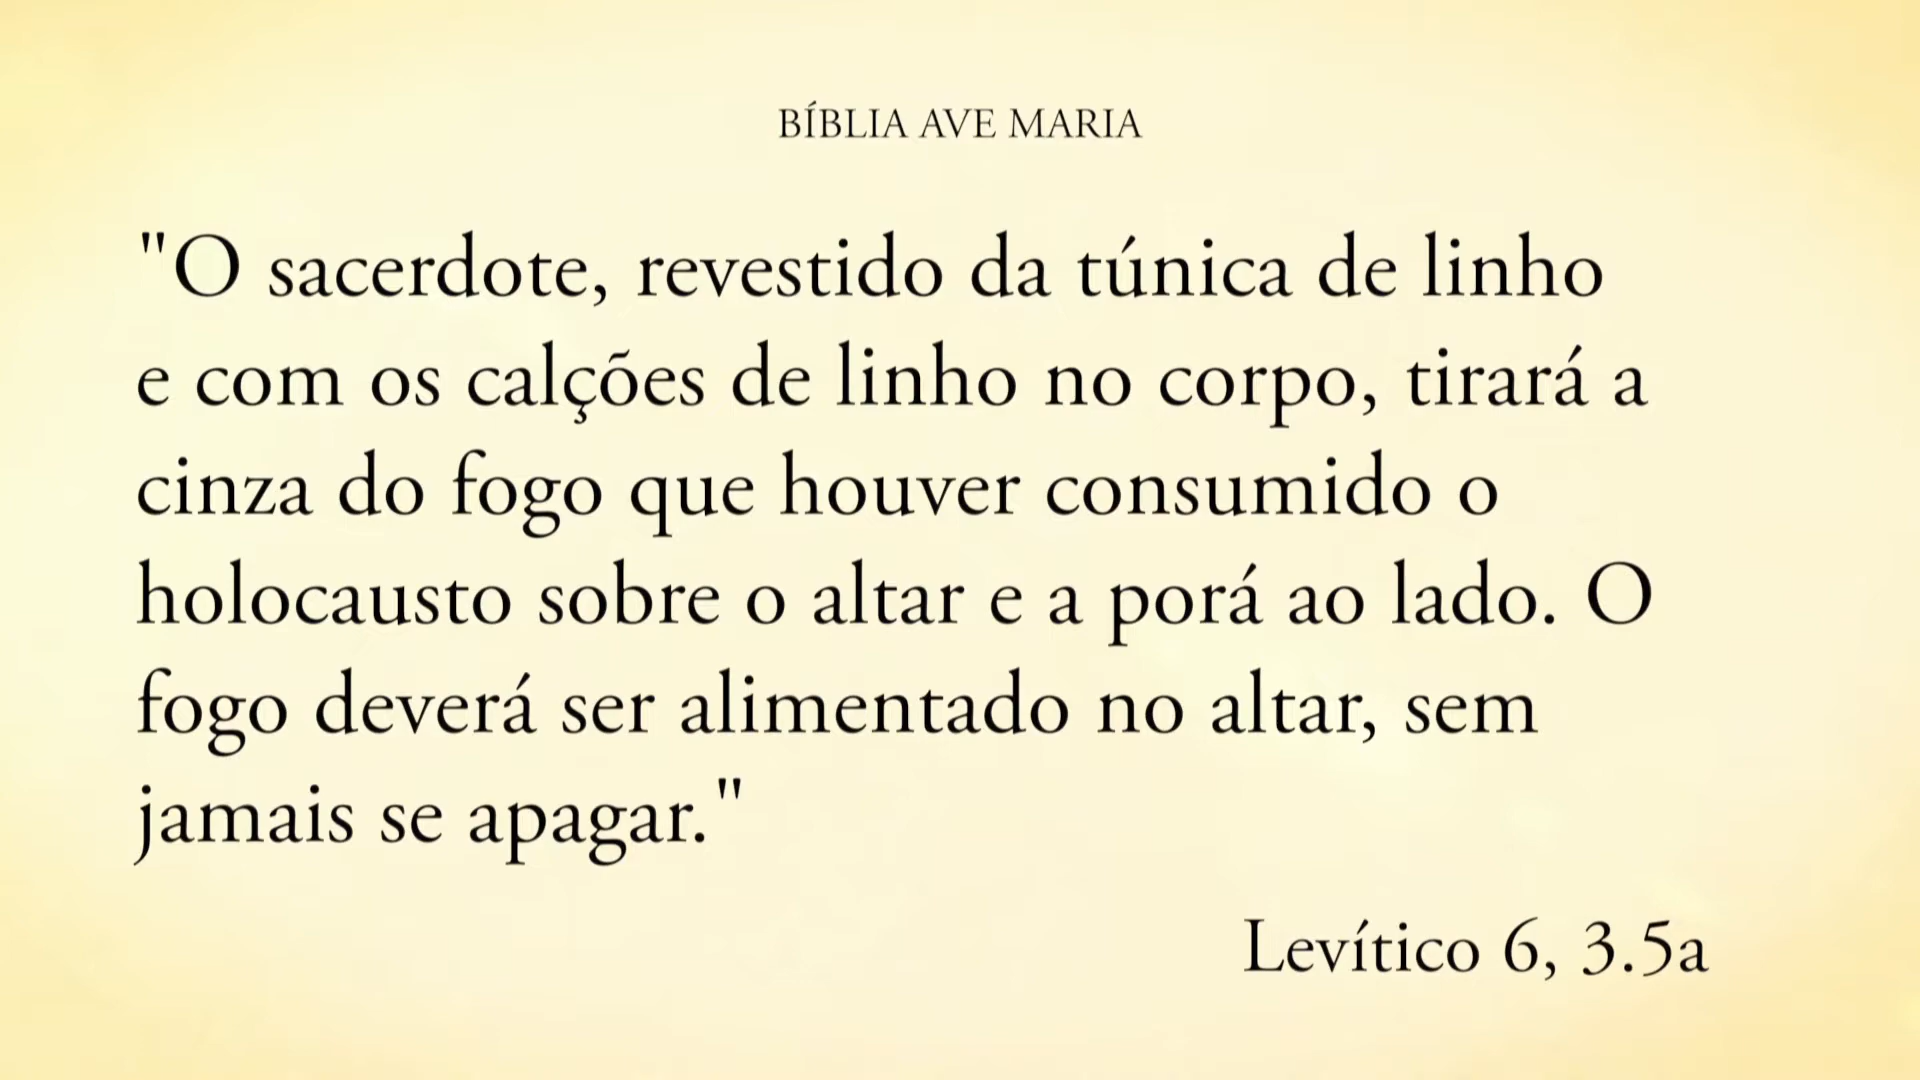 BÍBLIA AVE MARIA
"O sacerdote, revestido da túnica de linho
e com os calções de linho no corpo, tirará a
cinza do fogo que houver consumido o
holocausto sobre o altar e a porá ao lado. O
fogo deverá ser alimentado no altar, sem
jamais se apagar."
Levítico 6, 3.5a